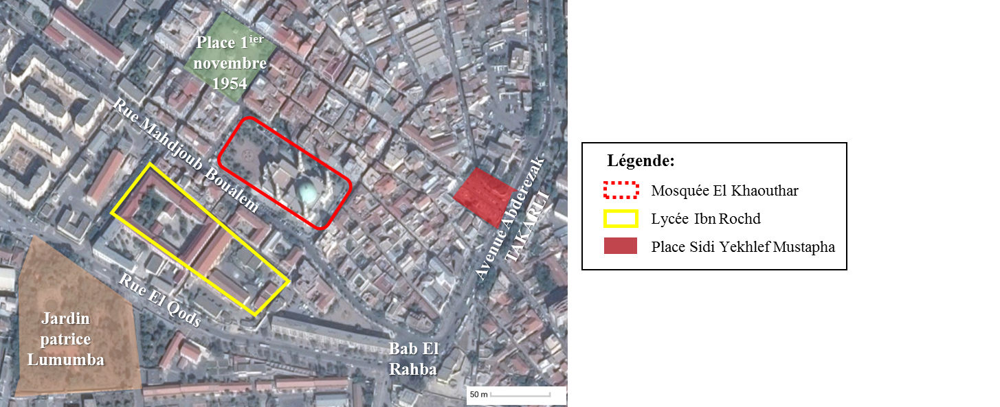 Place 1ier
novembre
1954
Rue Mahdjoub Boualem
Avenue Abderezak
TAKARLI
Rue El Qods
Jardin
patrice
Lumumba
Bab El
Rahba
50 m
Légende:
Mosquée El Khaouthar
Lycée Ibn Rochd
Place Sidi Yekhlef Mustapha